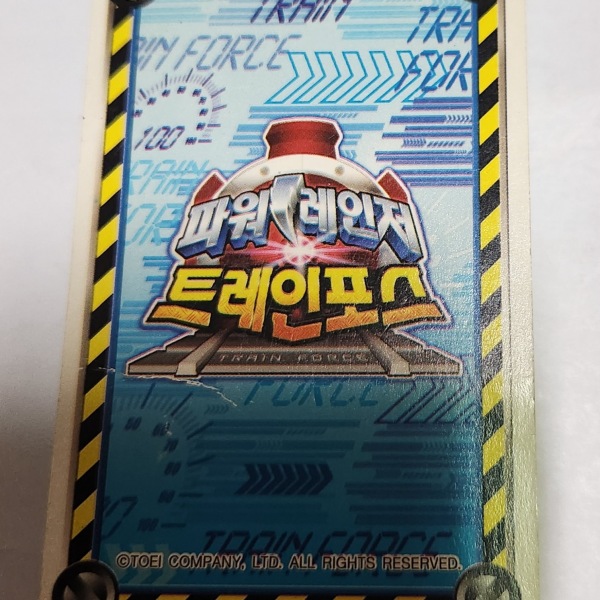 TRAIN
TRAIN FORCE
100
파워레인저
트레인포스
TRAIN FORCE
FORCE
TRAIN FORCE
©TOEI COMPANY, LTD. ALL RIGHTS RESERVED.